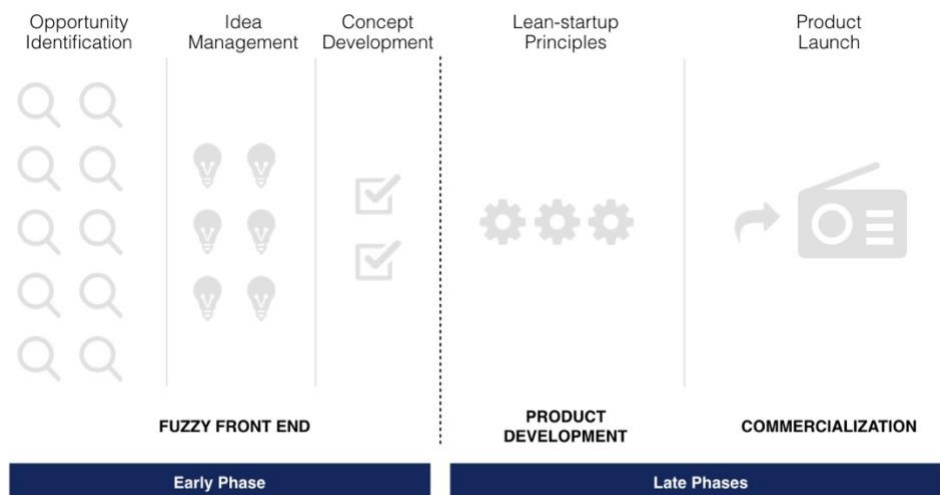 Opportunity
Identification
Idea
Management
Concept
Development
Lean-startup
Principles
Product
Launch
FUZZY FRONT END
PRODUCT
DEVELOPMENT
COMMERCIALIZATION
Early Phase
Late Phases